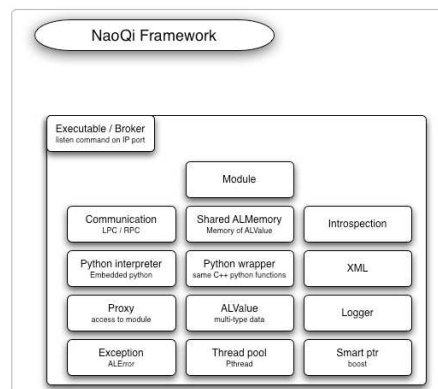 NaoQi Framework
Executable / Broker
listen command on IP port
Module
Communication
LPC / RPC
Shared ALMemory
Memory of ALValue
Introspection
Python interpreter
Embedded python
Python wrapper
same C++ python functions
XML
Proxy
access to module
ALValue
multi-type data
Logger
Exception
ALError
Thread pool
Pthread
Smart ptr
boost